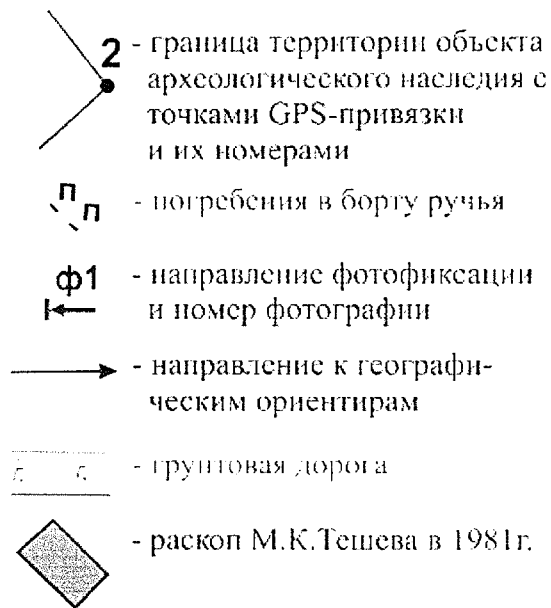 2 - граница территории объекта
археологического наследия с
точками GPS-привязки
и их номерами
п п - погребения в борту ручья
ф1 - направление фотофиксации
и номер фотографии
- направление к географи-
ческим ориентирам
- грунтовая дорога
- раскоп М.К.Тешева в 1981г.